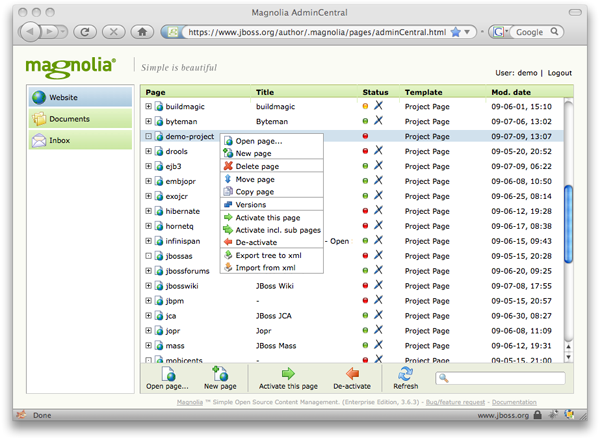 Magnolia AdminCentral
https://www.jboss.org/author/.magnolia/pages/adminCentral.html
Google
magnolia® Simple is beautiful
User: demo | Logout
Website
Documents
Inbox
Page Title Status Template Mod. date
buildmagic buildmagic Project Page 09-06-01, 15:10
byteman Byteman Project Page 09-07-06, 13:02
demo-project Project Page 09-07-09, 13:07
drools Project Page 09-05-20, 20:52
ejb3 Project Page 09-07-09, 06:22
embjopr Project Page 09-06-08, 10:50
exojcr Project Page 09-06-25, 08:14
hibernate Project Page 09-06-12, 19:28
hornetq Project Page 09-06-17, 08:38
infinispan - Open Project Page 09-06-15, 09:43
jbossas Project Page 09-05-15, 20:28
jbossforums Project Page 09-06-20, 09:25
jbosswiki JBoss Wiki Project Page 09-07-08, 17:55
jbpm - Project Page 09-05-15, 20:57
jca JBoss JCA Project Page 09-06-30, 08:27
jopr Jopr Project Page 09-06-08, 11:09
mass JBoss Mass Project Page 09-06-12, 19:31
mobicents - Project Page 09-05-15, 21:00
Open page...
New page
Delete page
Move page
Copy page
Versions
Activate this page
Activate incl. sub pages
De-activate
Export tree to xml
Import from xml
Open page... New page Activate this page De-activate Refresh
Magnolia ™ Simple Open Source Content Management. (Enterprise Edition, 3.6.3) - Bug/feature request - Documentation
Done www.jboss.org